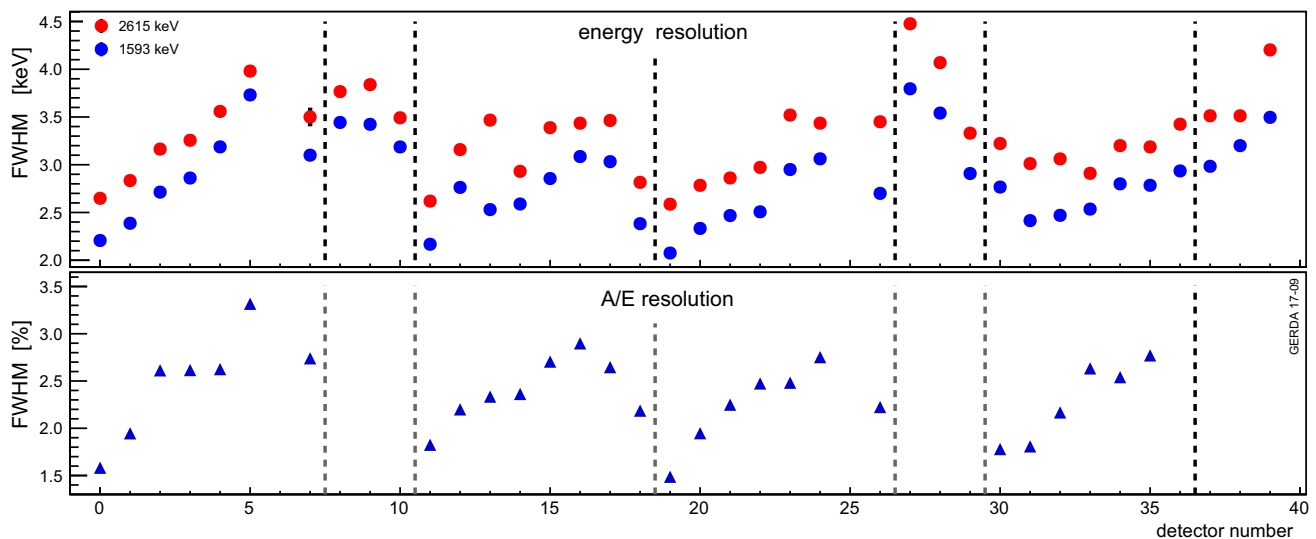 2615 keV
1593 keV
energy resolution
FWHM [keV]
4.5
4.0
3.5
3.0
2.5
2.0
A/E resolution
GERDA 17-09
FWHM [%]
3.5
3.0
2.5
2.0
1.5
0 5 10 15 20 25 30 35 40
detector number